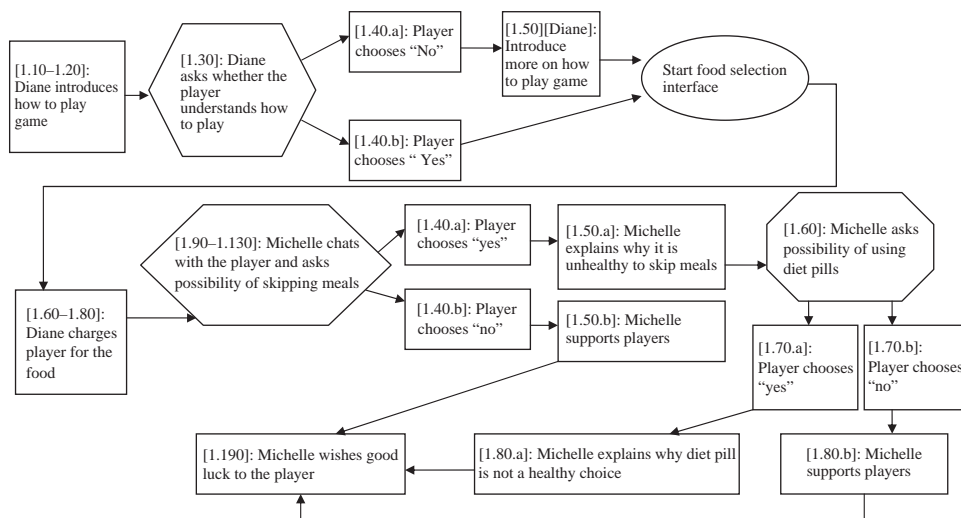 [1.10–1.20]:
Diane introduces
how to play
game
[1.30]: Diane
asks whether the
player
understands how
to play
[1.40.a]: Player
chooses “No”
[1.50][Diane]:
Introduce
more on how
to play game
[1.40.b]: Player
chooses “ Yes”
Start food selection
interface
[1.60–1.80]:
Diane charges
player for the
food
[1.90–1.130]: Michelle chats
with the player and asks
possibility of skipping meals
[1.40.a]: Player
chooses “yes”
[1.50.a]: Michelle
explains why it is
unhealthy to skip meals
[1.60]: Michelle asks
possibility of using
diet pills
[1.40.b]: Player
chooses “no”
[1.50.b]: Michelle
supports players
[1.70.a]:
Player chooses
“yes”
[1.70.b]:
Player chooses
“no”
[1.190]: Michelle wishes good
luck to the player
[1.80.a]: Michelle explains why diet pill
is not a healthy choice
[1.80.b]: Michelle
supports players